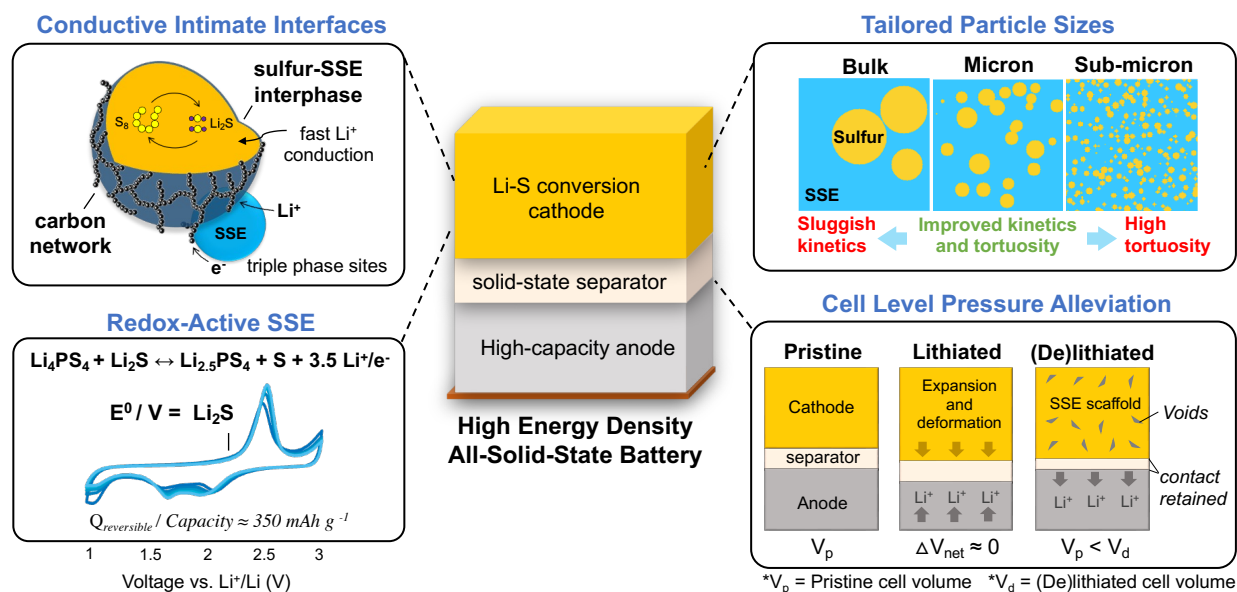 Conductive Intimate Interfaces
sulfur-SSE
interphase
S₈
Li₂S
fast Li⁺
conduction
carbon
network
Li⁺
SSE
e⁻
triple phase sites
Redox-Active SSE
Li₄PS₄ + Li₂S ↔ Li₂.₅PS₄ + S + 3.5 Li⁺/e⁻
E⁰ / V = Li₂S
Q_reversible / Capacity ≈ 350 mAh g ⁻¹
1 1.5 2 2.5 3
Voltage vs. Li⁺/Li (V)
Li-S conversion
cathode
solid-state separator
High-capacity anode
High Energy Density
All-Solid-State Battery
Tailored Particle Sizes
Bulk Micron Sub-micron
Sulfur
SSE
Sluggish
kinetics
Improved kinetics
and tortuosity
High
tortuosity
Cell Level Pressure Alleviation
Pristine Lithiated (De)lithiated
Cathode
separator
Anode
Expansion
and
deformation
Li⁺ Li⁺ Li⁺
SSE scaffold
Voids
contact
retained
Li⁺ Li⁺ Li⁺
Vₚ ΔV_net ≈ 0 Vₚ < V_d
*Vₚ = Pristine cell volume *V_d = (De)lithiated cell volume